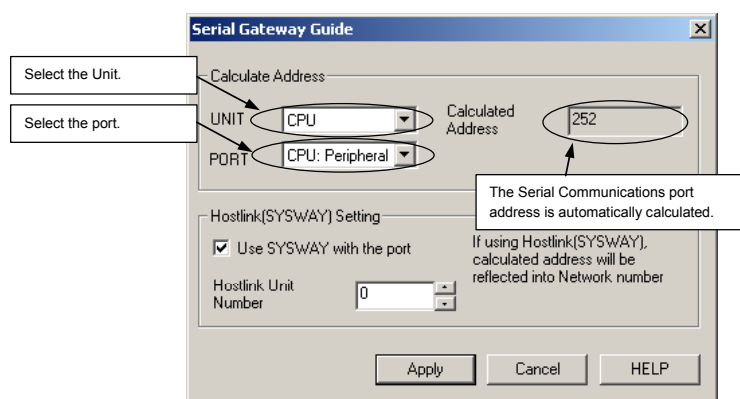 Serial Gateway Guide
Select the Unit.
Calculate Address
UNIT
CPU
Calculated
Address
252
Select the port.
PORT
CPU: Peripheral
The Serial Communications port
address is automatically calculated.
Hostlink(SYSWAY) Setting
Use SYSWAY with the port
If using Hostlink(SYSWAY),
calculated address will be
reflected into Network number
Hostlink Unit
Number
0
Apply
Cancel
HELP